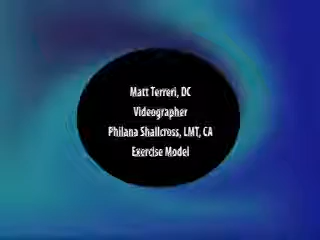 Matt Terreri, DC
Videographer
Philana Shallcross, LMT, CA
Exercise Model